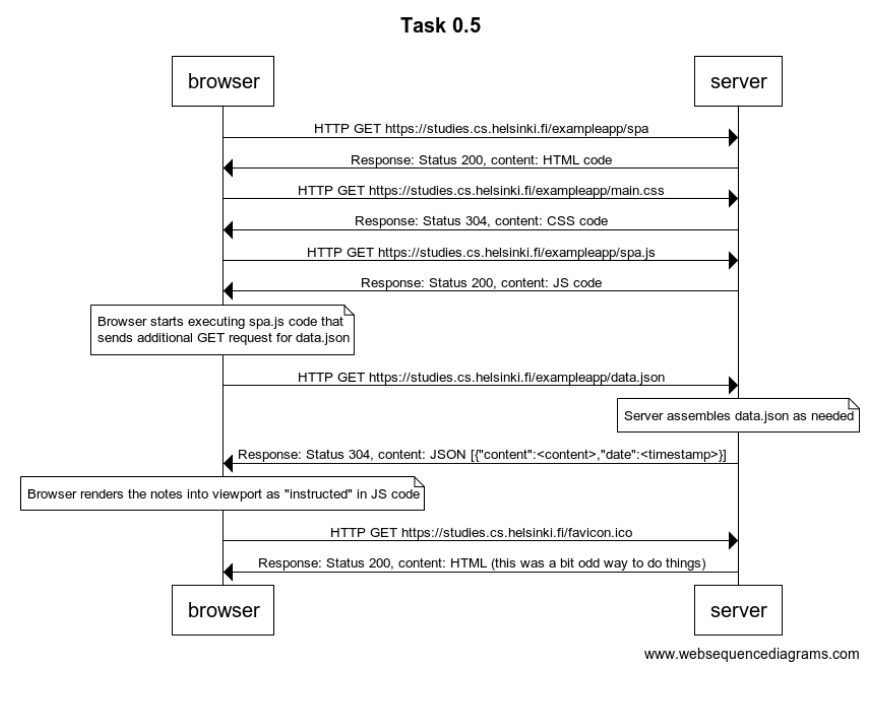 Task 0.5
browser
server
HTTP GET https://studies.cs.helsinki.fi/exampleapp/spa
Response: Status 200, content: HTML code
HTTP GET https://studies.cs.helsinki.fi/exampleapp/main.css
Response: Status 304, content: CSS code
HTTP GET https://studies.cs.helsinki.fi/exampleapp/spa.js
Response: Status 200, content: JS code
Browser starts executing spa.js code that
sends additional GET request for data.json
HTTP GET https://studies.cs.helsinki.fi/exampleapp/data.json
Server assembles data.json as needed
Response: Status 304, content: JSON [{"content":<content>,"date":<timestamp>}]
Browser renders the notes into viewport as "instructed" in JS code
HTTP GET https://studies.cs.helsinki.fi/favicon.ico
Response: Status 200, content: HTML (this was a bit odd way to do things)
browser
server
www.websequencediagrams.com